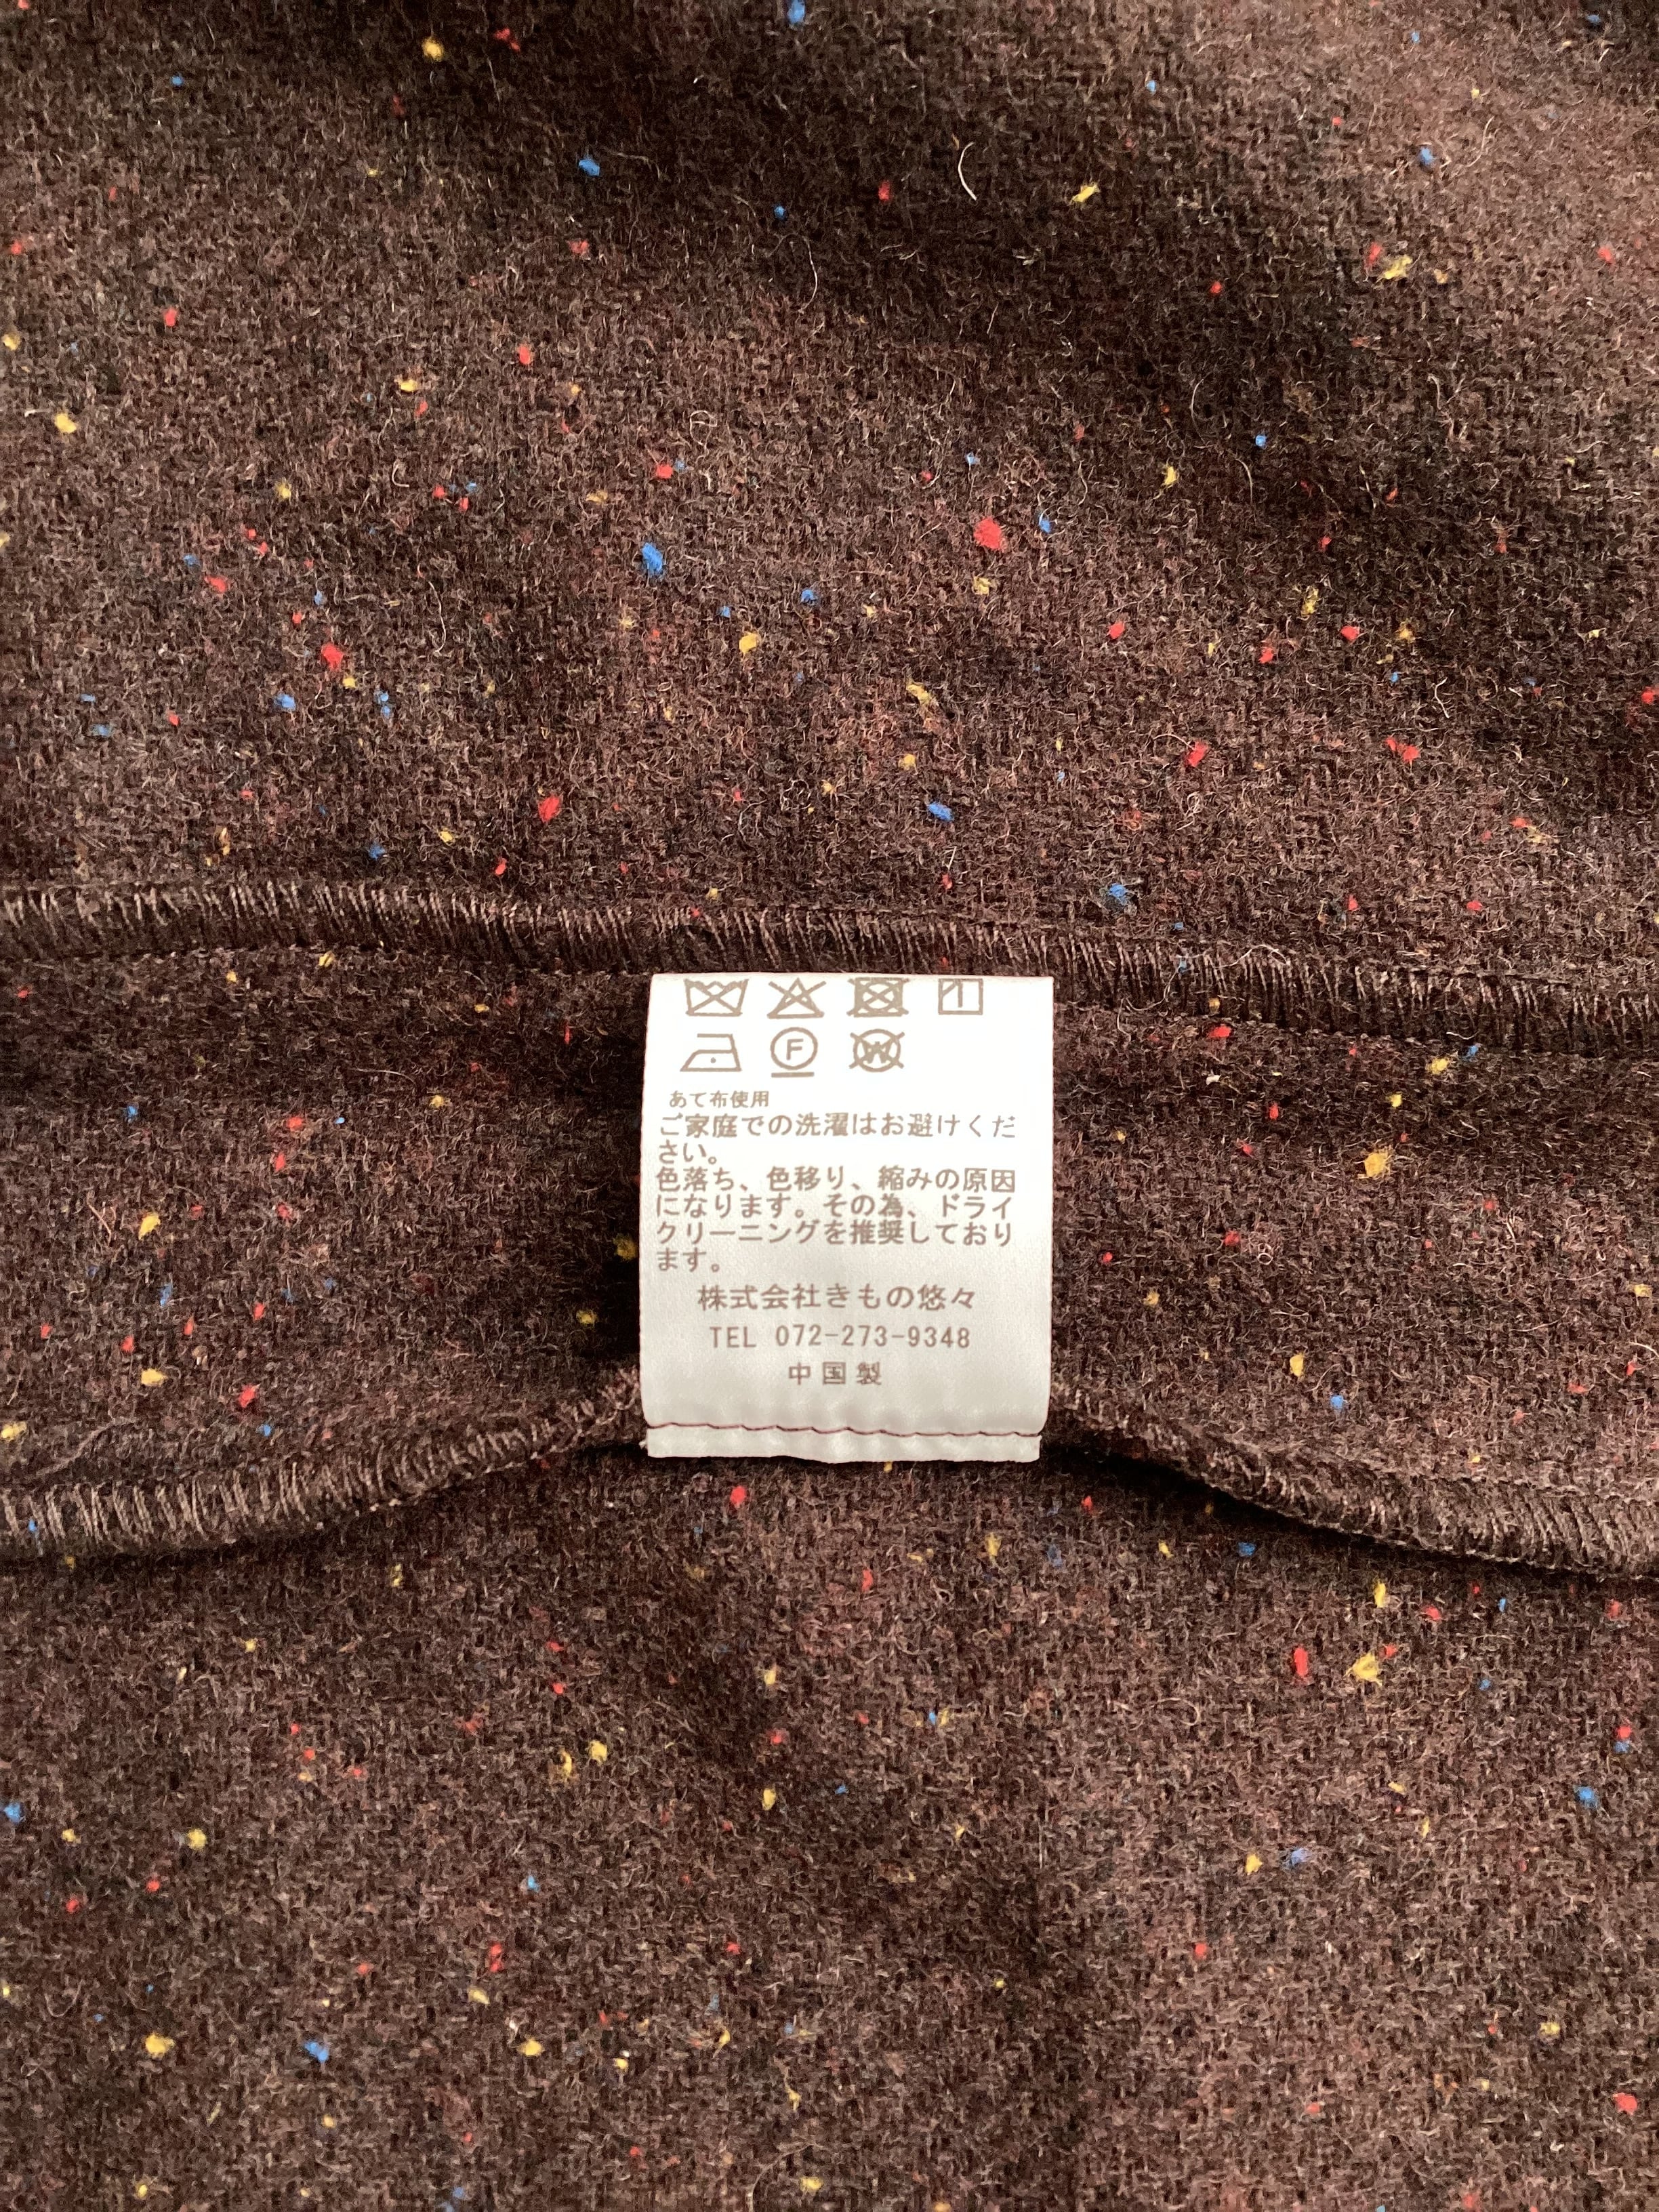 F W
あて布使用
ご家庭での洗濯はお避けくだ
さい。
色落ち、色移り、縮みの原因
になります。その為、ドライ
クリーニングを推奨しており
ます。
株式会社きもの悠々
TEL 072-273-9348
中国製